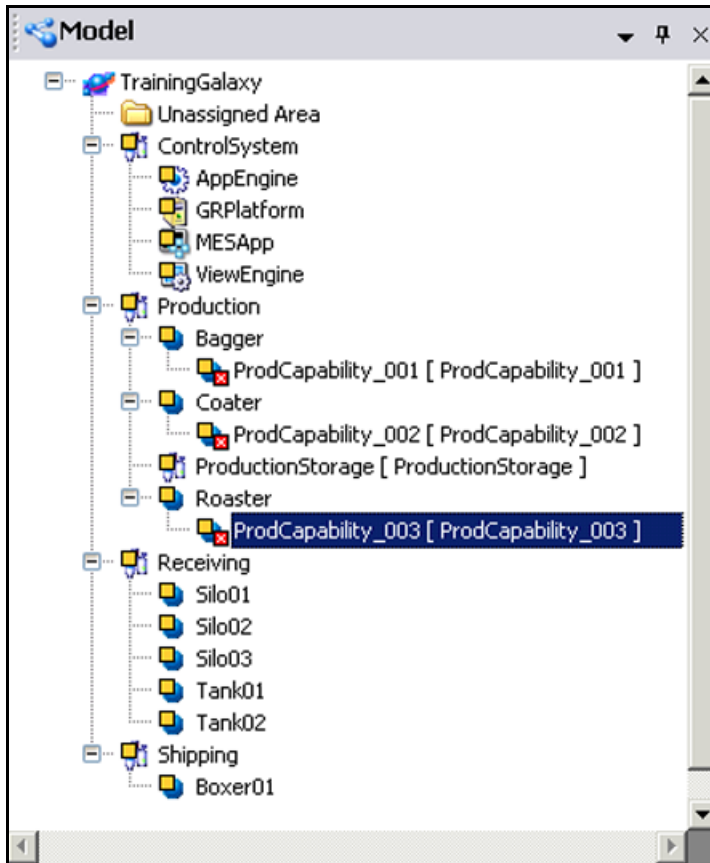 Model
TrainingGalaxy
Unassigned Area
ControlSystem
AppEngine
GRPlatform
MESApp
ViewEngine
Production
Bagger
ProdCapability_001 [ ProdCapability_001 ]
Coater
ProdCapability_002 [ ProdCapability_002 ]
ProductionStorage [ ProductionStorage ]
Roaster
ProdCapability_003 [ ProdCapability_003 ]
Receiving
Silo01
Silo02
Silo03
Tank01
Tank02
Shipping
Boxer01